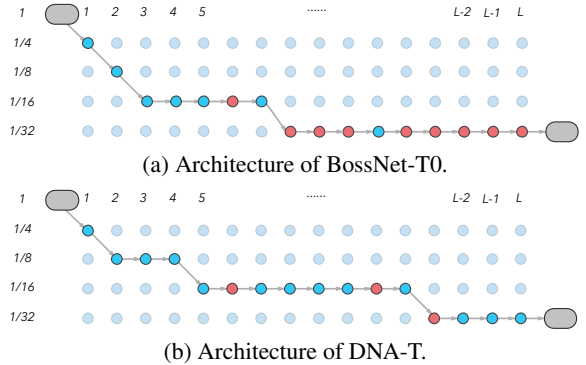 1 1 2 3 4 5 ...... L-2 L-1 L
1/4
1/8
1/16
1/32
(a) Architecture of BossNet-T0.
1 1 2 3 4 5 ...... L-2 L-1 L
1/4
1/8
1/16
1/32
(b) Architecture of DNA-T.